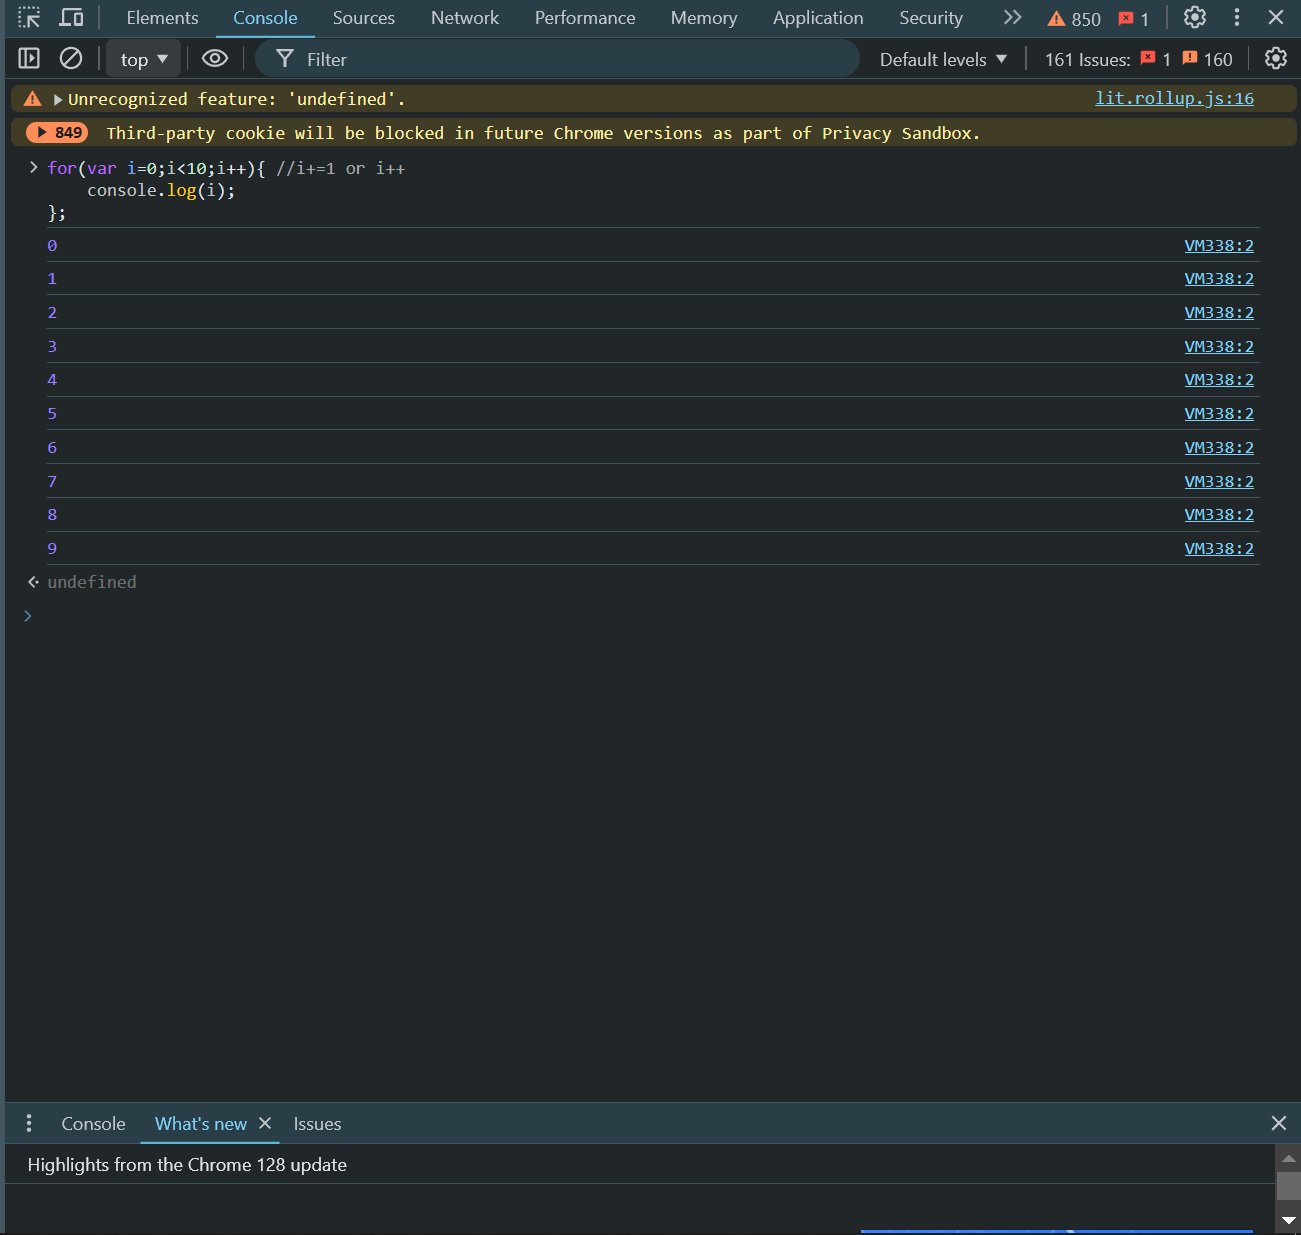 Elements Console Sources Network Performance Memory Application Security 850 1
top Filter Default levels 161 Issues: 1 160
Unrecognized feature: 'undefined'. lit.rollup.js:16
849 Third-party cookie will be blocked in future Chrome versions as part of Privacy Sandbox.
for(var i=0;i<10;i++){ //i+=1 or i++
    console.log(i);
};
0 VM338:2
1 VM338:2
2 VM338:2
3 VM338:2
4 VM338:2
5 VM338:2
6 VM338:2
7 VM338:2
8 VM338:2
9 VM338:2
undefined
Console What's new Issues
Highlights from the Chrome 128 update